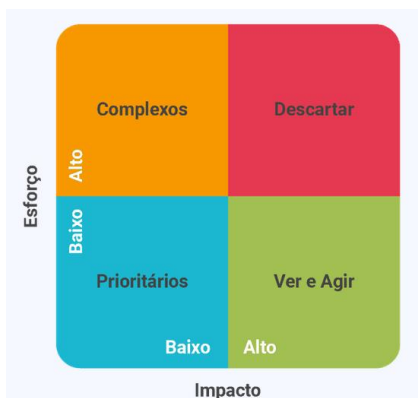 Complexos
Descartar
Esforço
Alto
Baixo
Prioritários
Ver e Agir
Baixo
Alto
Impacto